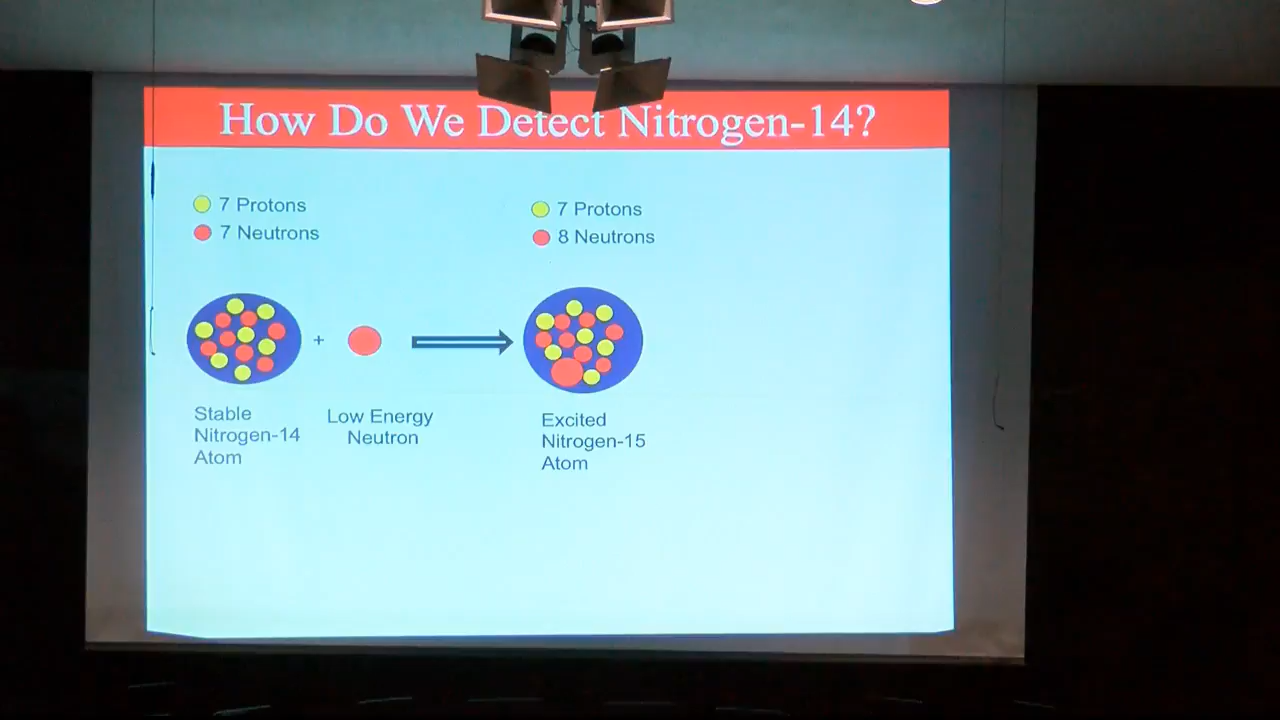 How Do We Detect Nitrogen-14?
7 Protons
7 Neutrons
7 Protons
8 Neutrons
+
Stable
Nitrogen-14
Atom
Low Energy
Neutron
Excited
Nitrogen-15
Atom